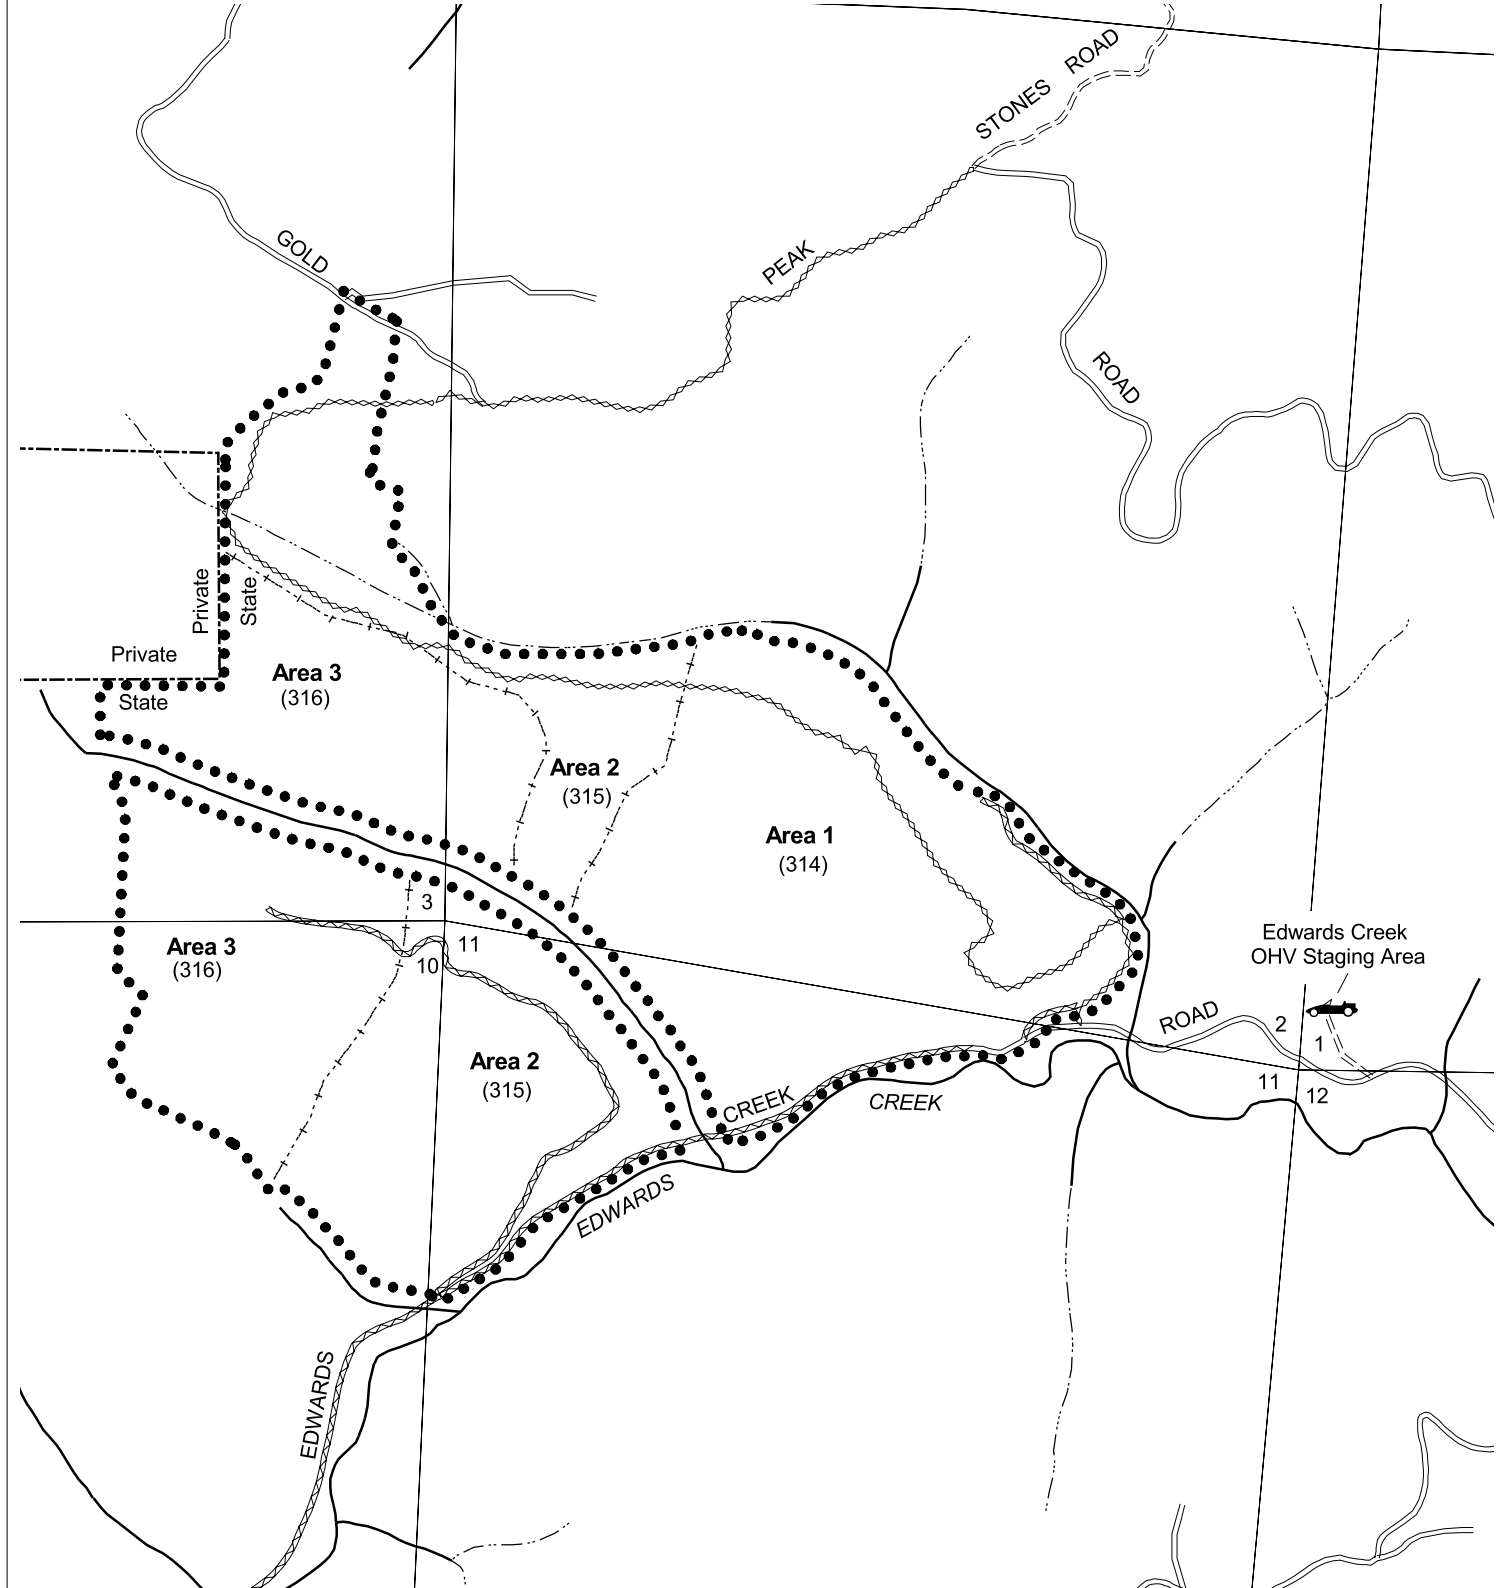 STONES ROAD
GOLD
PEAK
ROAD
Private
State
Private
State
Area 3
(316)
Area 2
(315)
Area 1
(314)
3
11
10
Area 3
(316)
Area 2
(315)
Edwards Creek
OHV Staging Area
ROAD
2
1
11
12
CREEK
CREEK
EDWARDS
EDWARDS